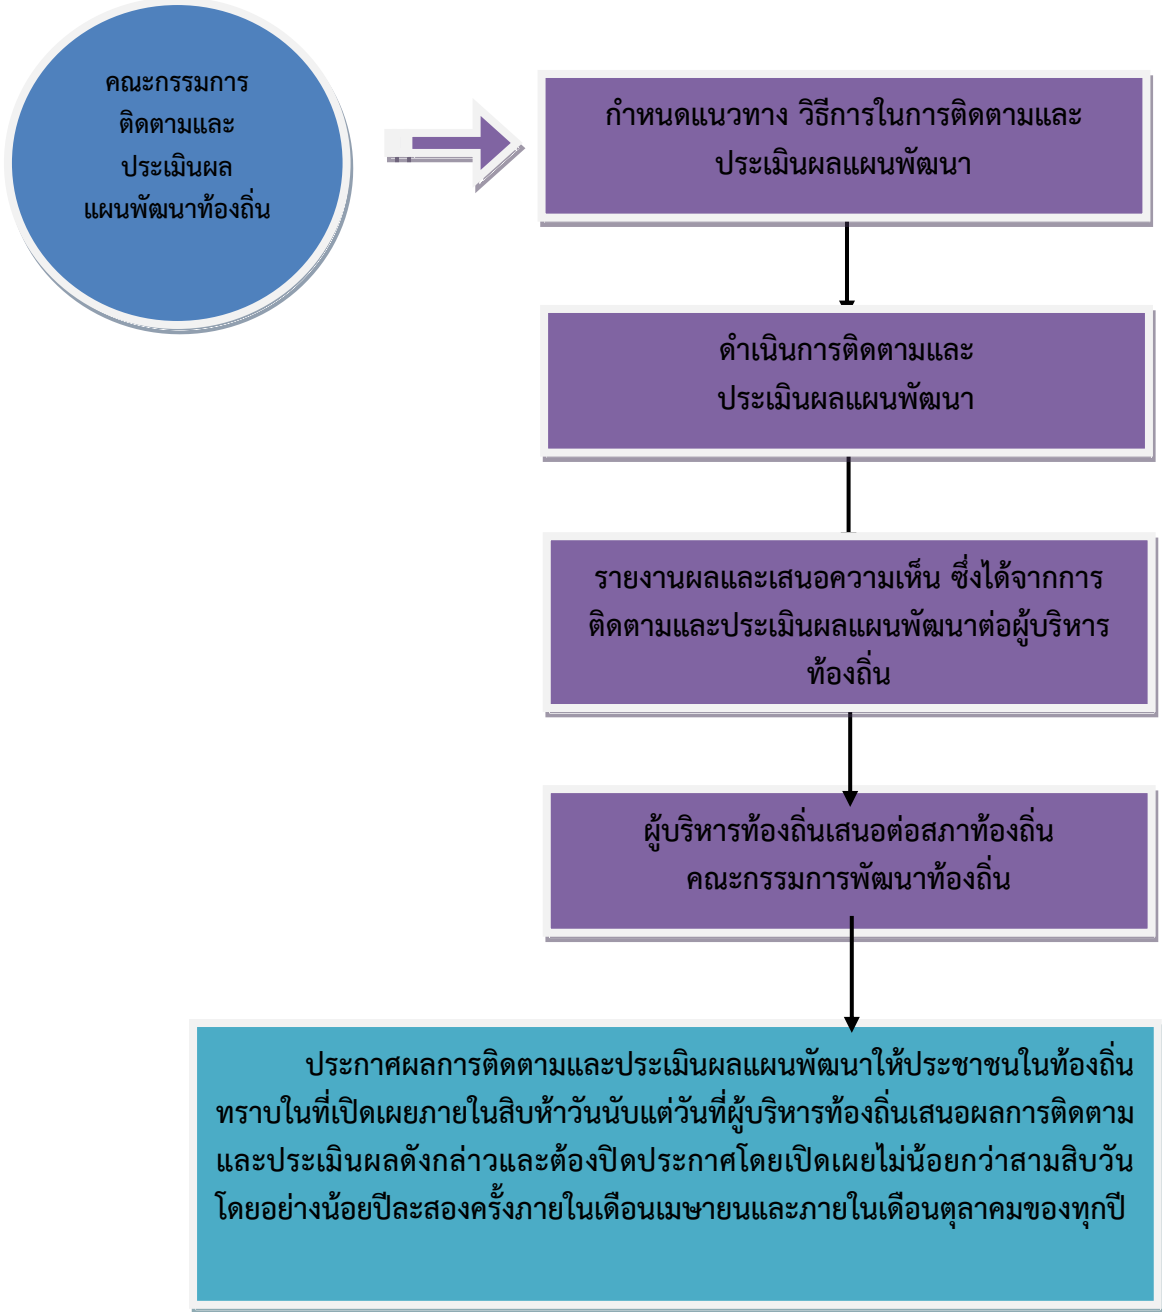 คณะกรรมการ
ติดตามและ
ประเมินผล
แผนพัฒนาท้องถิ่น
กำหนดแนวทาง วิธีการในการติดตามและ
ประเมินผลแผนพัฒนา
ดำเนินการติดตามและ
ประเมินผลแผนพัฒนา
รายงานผลและเสนอความเห็น ซึ่งได้จากการ
ติดตามและประเมินผลแผนพัฒนาต่อผู้บริหาร
ท้องถิ่น
ผู้บริหารท้องถิ่นเสนอต่อสภาท้องถิ่น
คณะกรรมการพัฒนาท้องถิ่น
ประกาศผลการติดตามและประเมินผลแผนพัฒนาให้ประชาชนในท้องถิ่น
ทราบในที่เปิดเผยภายในสิบห้าวันนับแต่วันที่ผู้บริหารท้องถิ่นเสนอผลการติดตาม
และประเมินผลดังกล่าวและต้องปิดประกาศโดยเปิดเผยไม่น้อยกว่าสามสิบวัน
โดยอย่างน้อยปีละสองครั้งภายในเดือนเมษายนและภายในเดือนตุลาคมของทุกปี